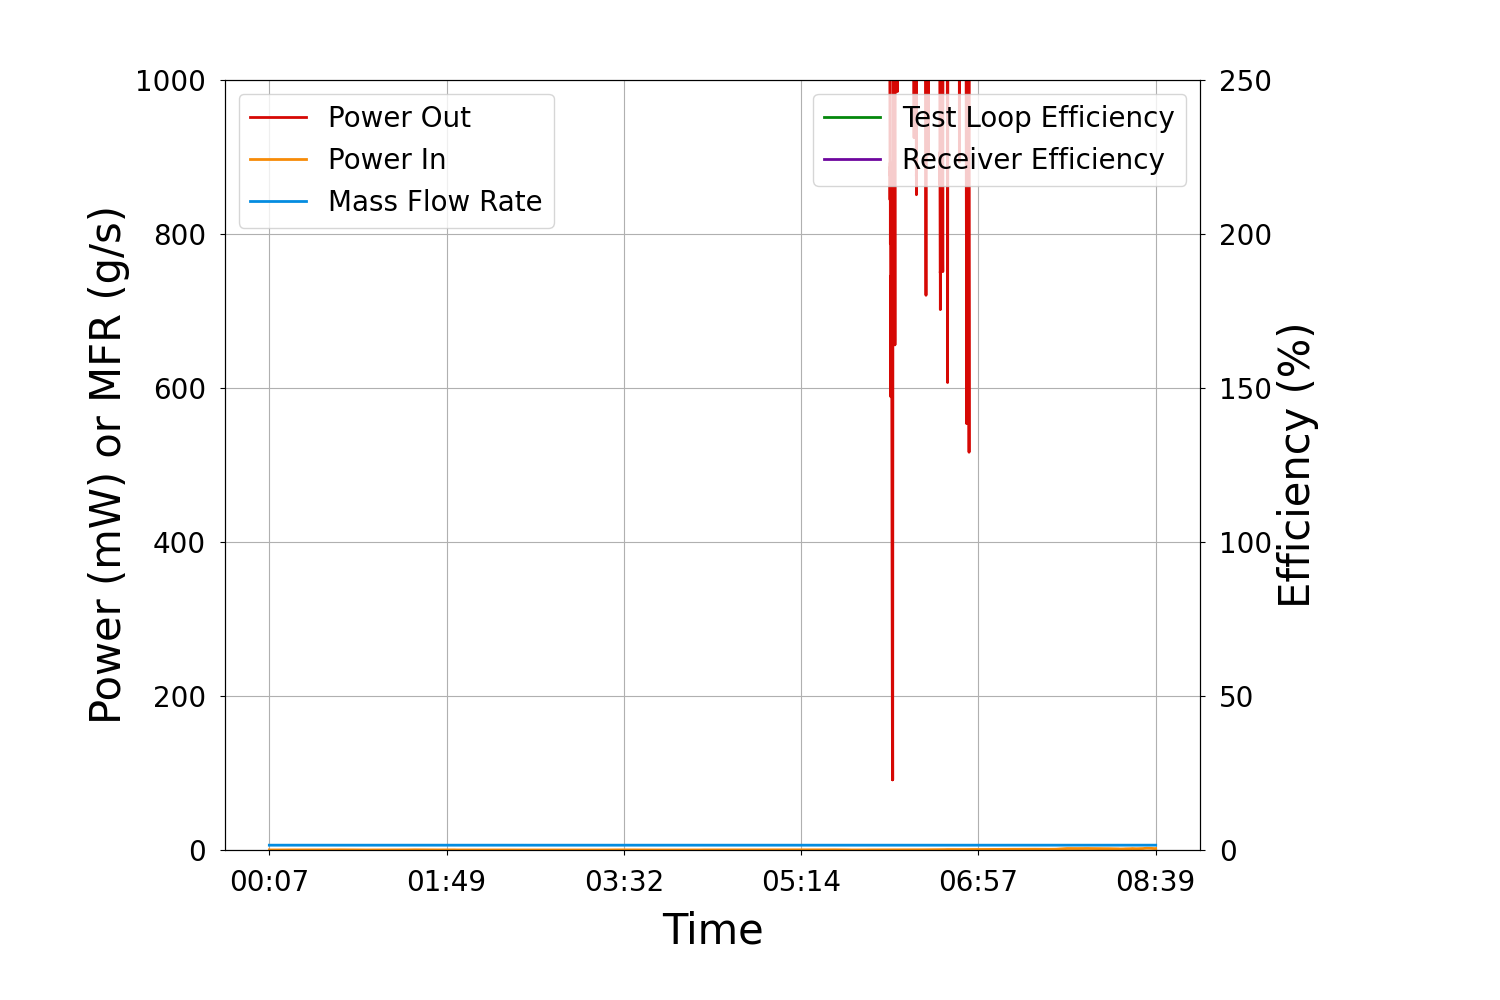 1000
800
600
400
200
0
Power (mW) or MFR (g/s)
Power Out
Power In
Mass Flow Rate
Test Loop Efficiency
Receiver Efficiency
250
200
150
100
50
0
Efficiency (%)
00:07 01:49 03:32 05:14 06:57 08:39
Time